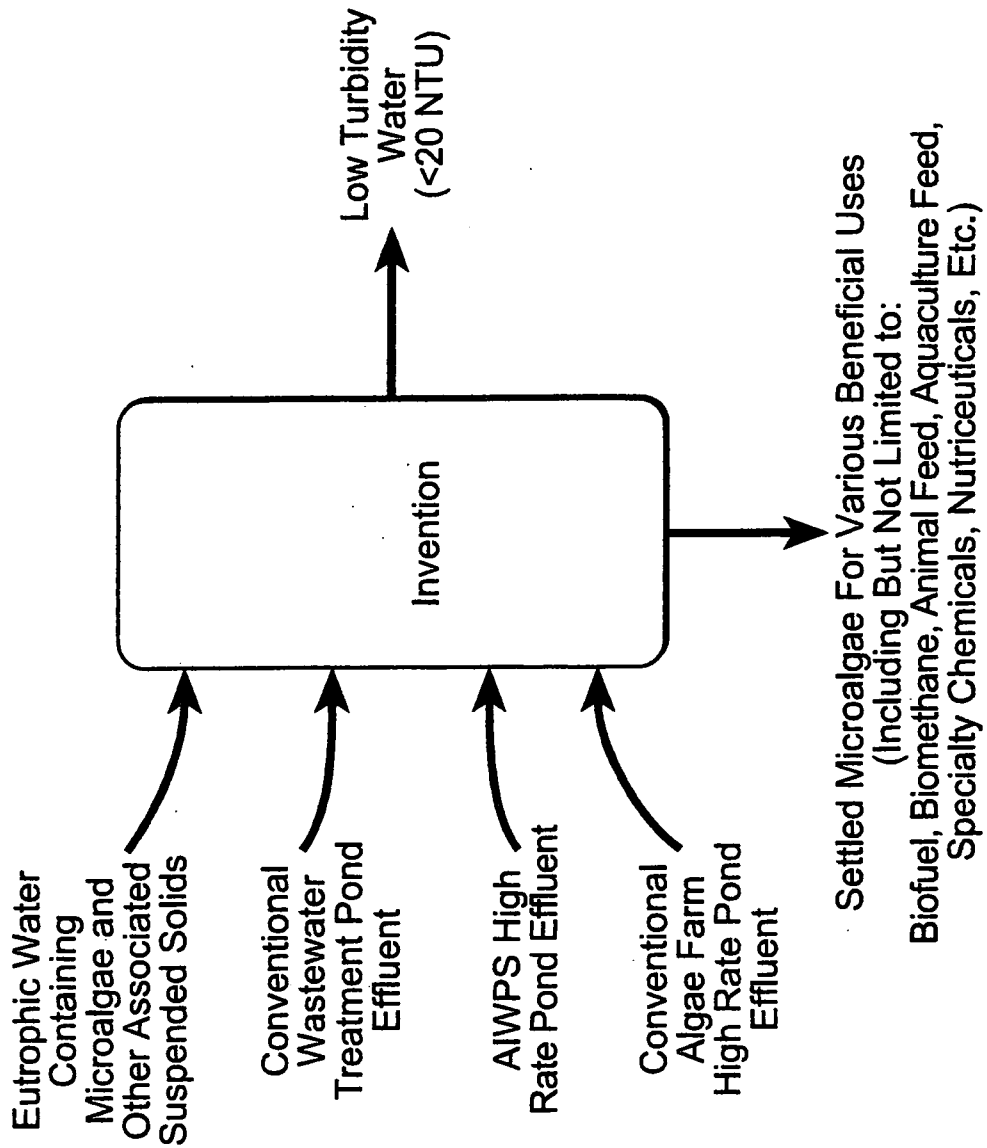 Eutrophic Water
Containing
Microalgae and
Other Associated
Suspended Solids
Conventional
Wastewater
Treatment Pond
Effluent
AIWPS High
Rate Pond Effluent
Conventional
Algae Farm
High Rate Pond
Effluent
Invention
Low Turbidity
Water
(<20 NTU)
Settled Microalgae For Various Beneficial Uses
(Including But Not Limited to:
Biofuel, Biomethane, Animal Feed, Aquaculture Feed,
Specialty Chemicals, Nutriceuticals, Etc.)